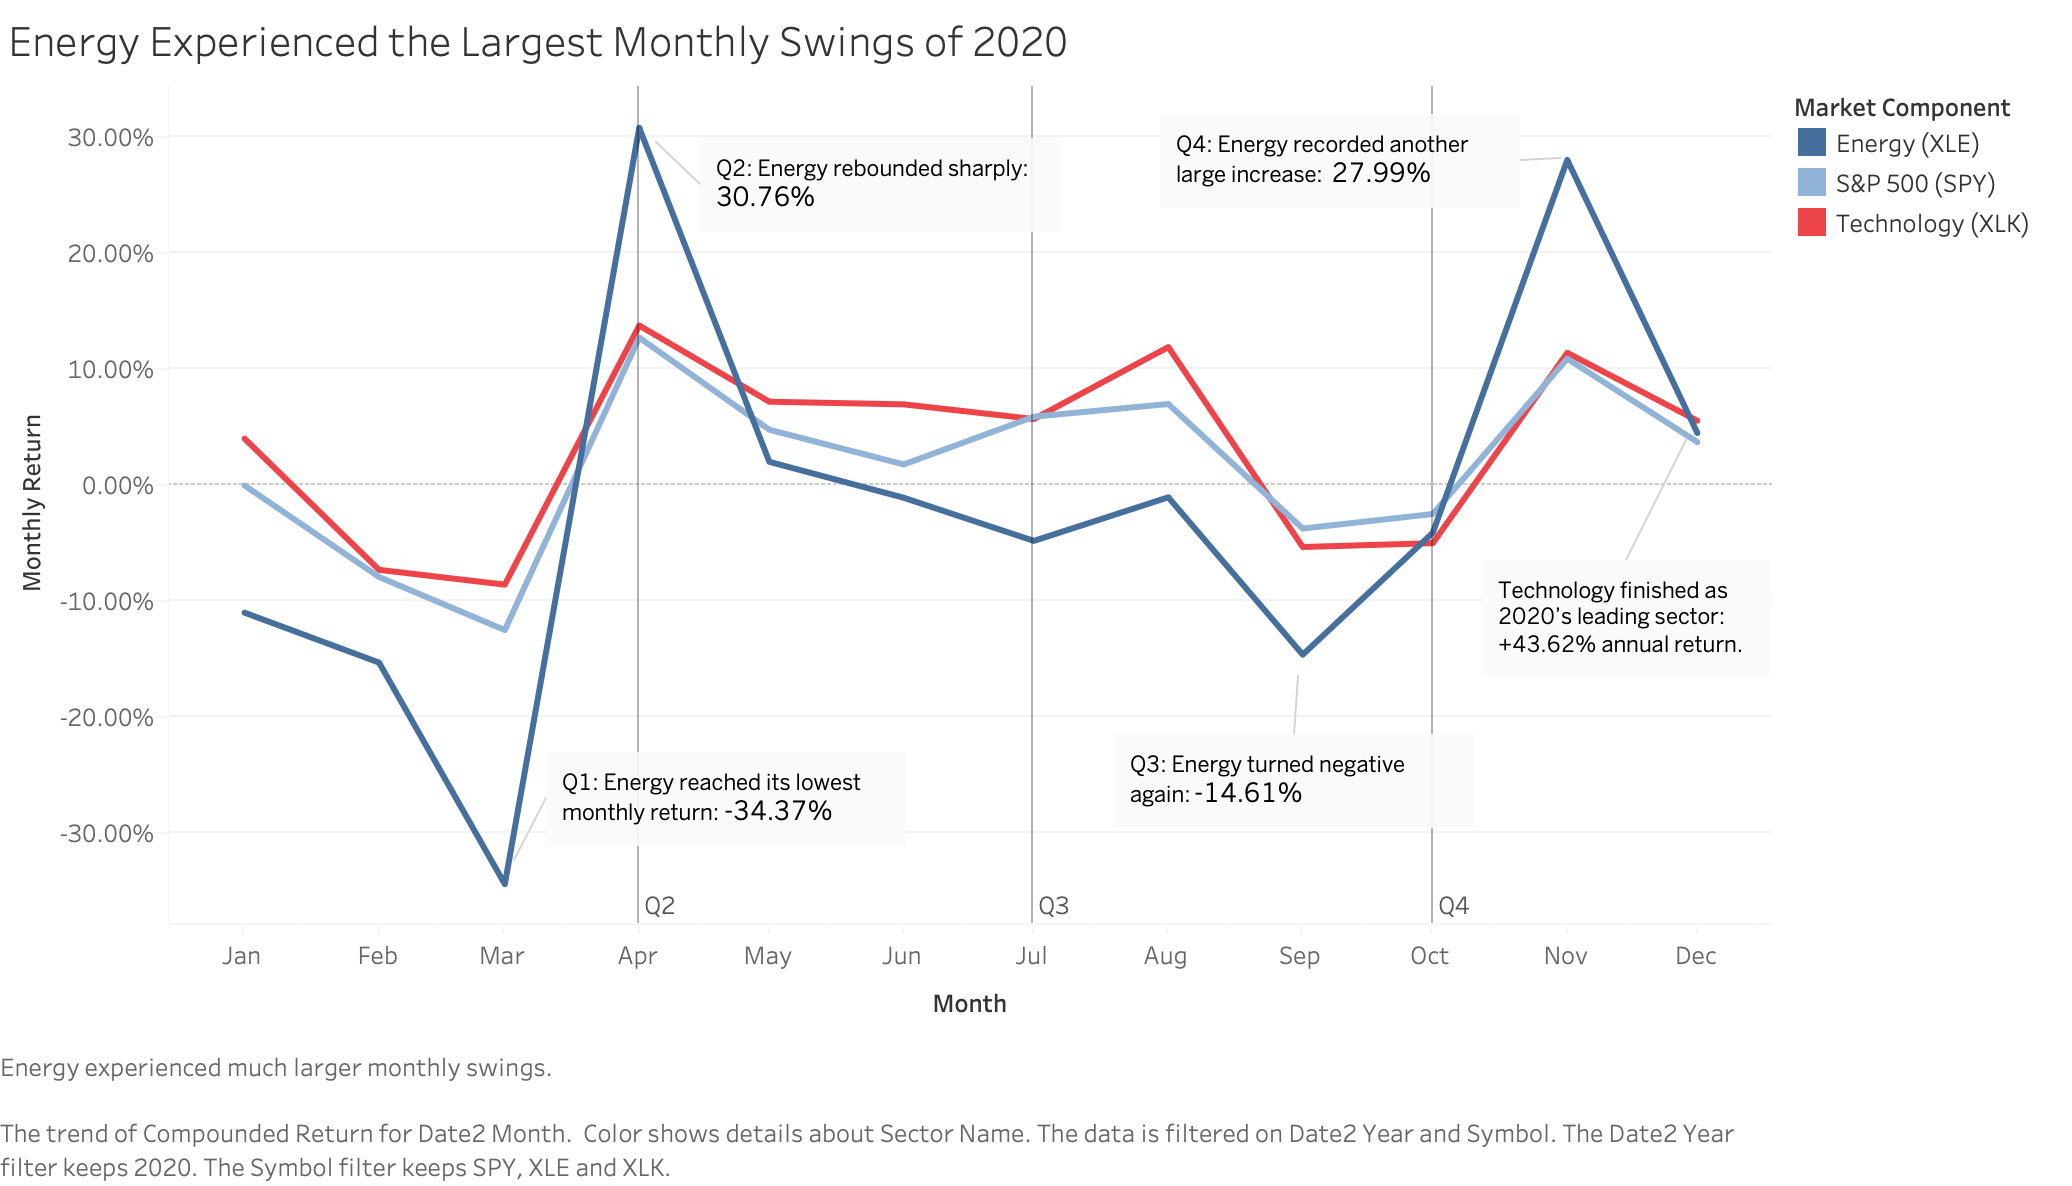 Energy Experienced the Largest Monthly Swings of 2020
Market Component
Energy (XLE)
S&P 500 (SPY)
Technology (XLK)
Monthly Return
30.00%
20.00%
10.00%
0.00%
-10.00%
-20.00%
-30.00%
Q2: Energy rebounded sharply:
30.76%
Q4: Energy recorded another
large increase:  27.99%
Technology finished as
2020’s leading sector:
+43.62% annual return.
Q1: Energy reached its lowest
monthly return: -34.37%
Q3: Energy turned negative
again: -14.61%
Q2
Q3
Q4
Jan
Feb
Mar
Apr
May
Jun
Jul
Aug
Sep
Oct
Nov
Dec
Month
Energy experienced much larger monthly swings.
The trend of Compounded Return for Date2 Month.  Color shows details about Sector Name. The data is filtered on Date2 Year and Symbol. The Date2 Year
filter keeps 2020. The Symbol filter keeps SPY, XLE and XLK.